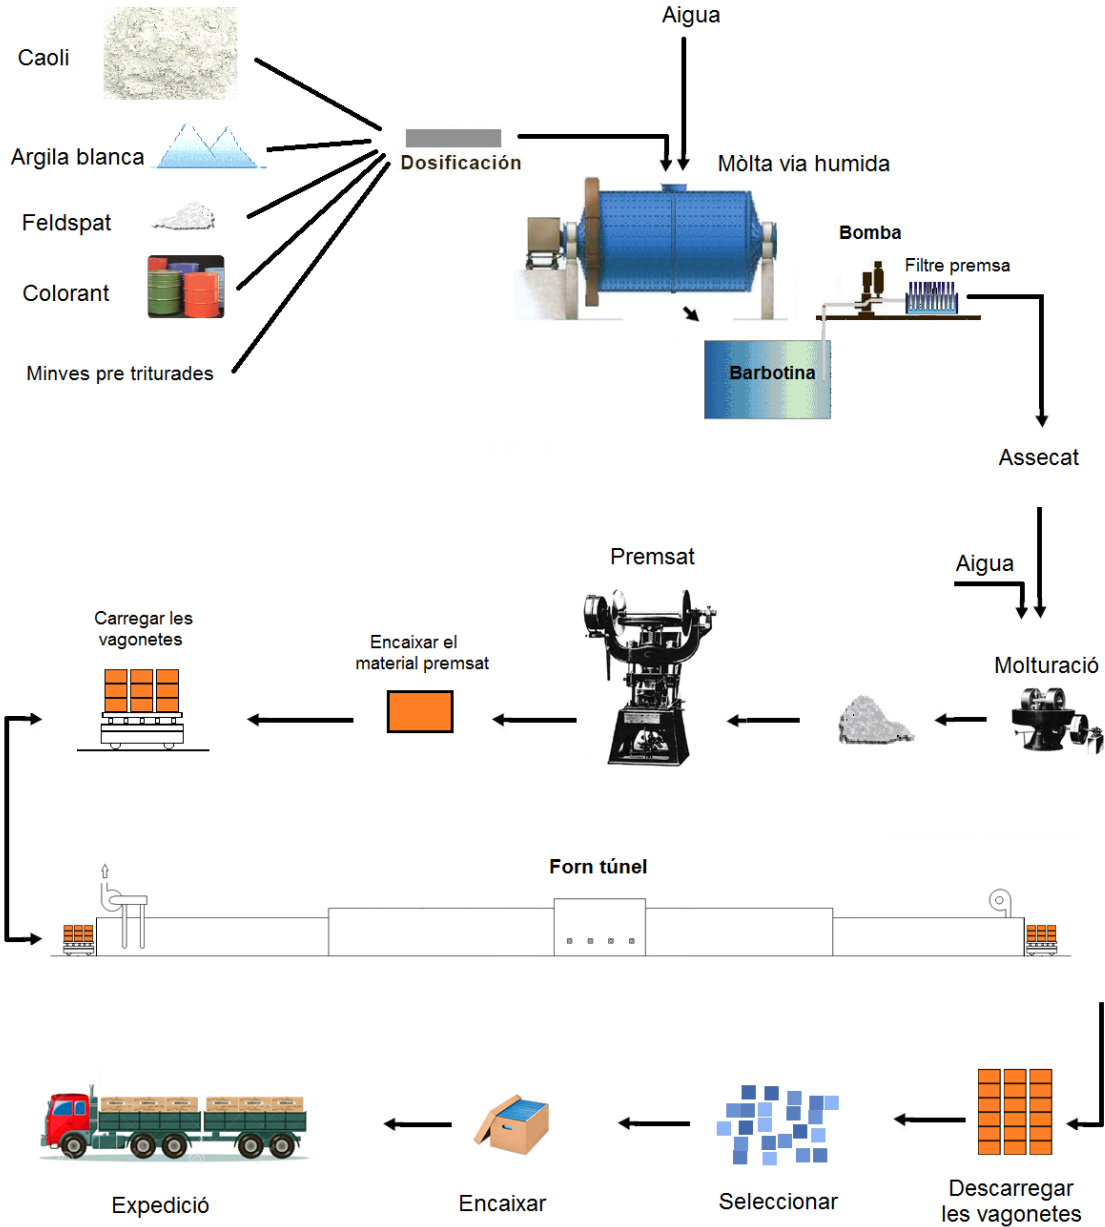 Aigua
Caoli
Argila blanca
Dosificación
Mòlta via humida
Feldspat
Bomba
Filtre premsa
Colorant
Minves pre triturades
Barbotina
Assecat
Premsat
Aigua
Carregar les
vagonetes
Encaixar el
material premsat
Molturació
Forn túnel
Expedició
Encaixar
Seleccionar
Descarregar
les vagonetes